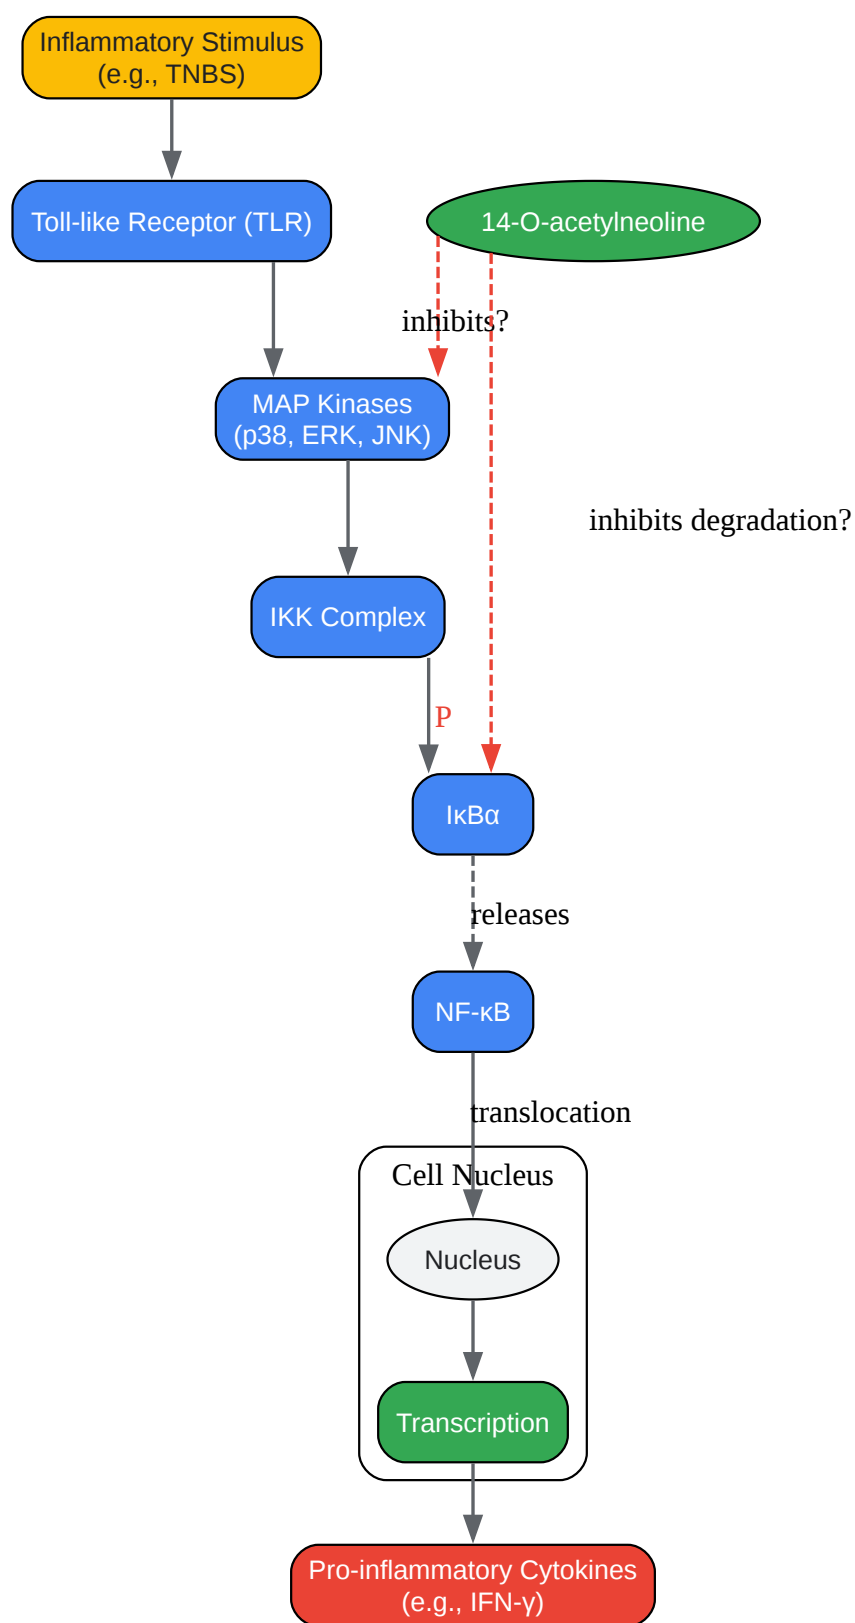 Inflammatory Stimulus
(e.g., TNBS)
Toll-like Receptor (TLR)
14-O-acetylneoline
inhibits?
MAP Kinases
(p38, ERK, JNK)
inhibits degradation?
IKK Complex
P
IκBα
releases
NF-κB
translocation
Cell Nucleus
Nucleus
Transcription
Pro-inflammatory Cytokines
(e.g., IFN-γ)